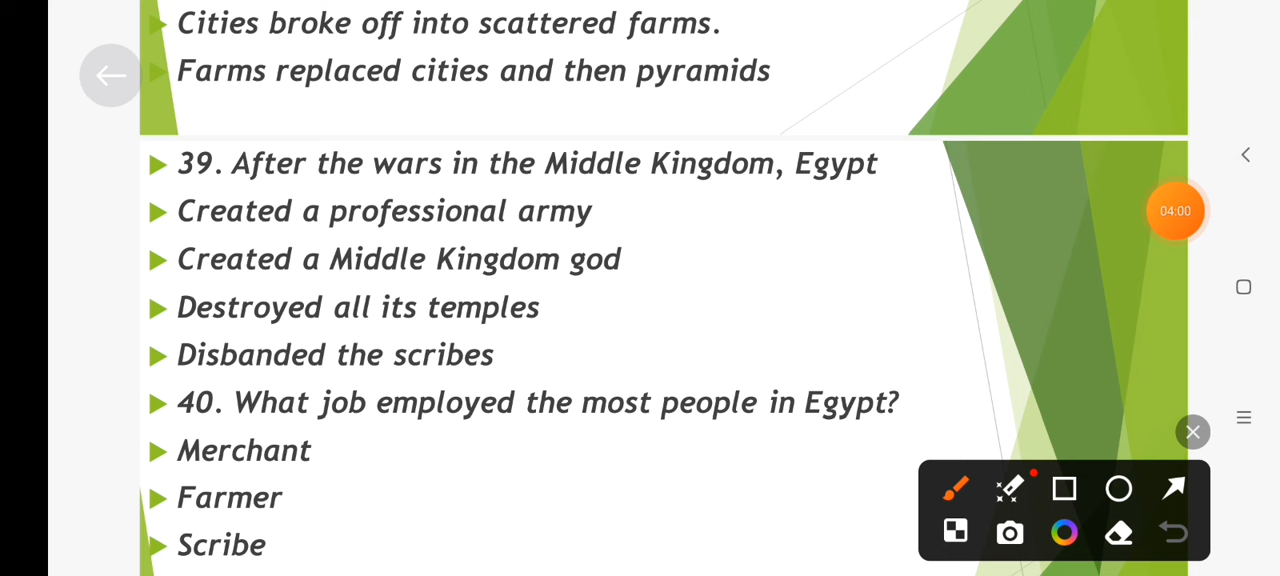 Cities broke off into scattered farms.
Farms replaced cities and then pyramids
39. After the wars in the Middle Kingdom, Egypt
Created a professional army
Created a Middle Kingdom god
Destroyed all its temples
Disbanded the scribes
40. What job employed the most people in Egypt?
Merchant
Farmer
Scribe
04:00